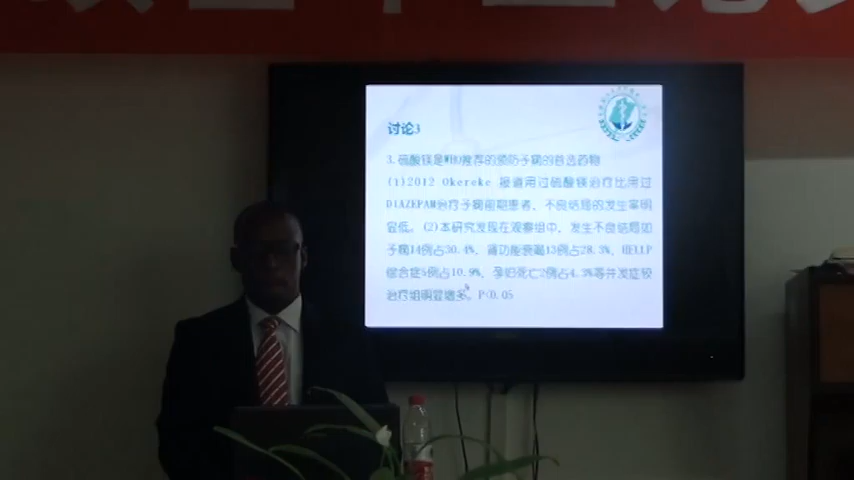 讨论3
3.硫酸镁是WHO推荐的预防子痫的首选药物
(1)2012 Okereke 报道用过硫酸镁治疗比用过
DIAZEPAM治疗子痫前期患者，不良结局的发生率明
显低。(2)本研究发现在观察组中，发生不良结局如
子痫14例占30.4%、肾功能衰竭13例占28.3%、HELLP
综合症5例占10.9%、孕妇死亡2例占4.3%等并发症较
治疗组明显增多。P<0.05